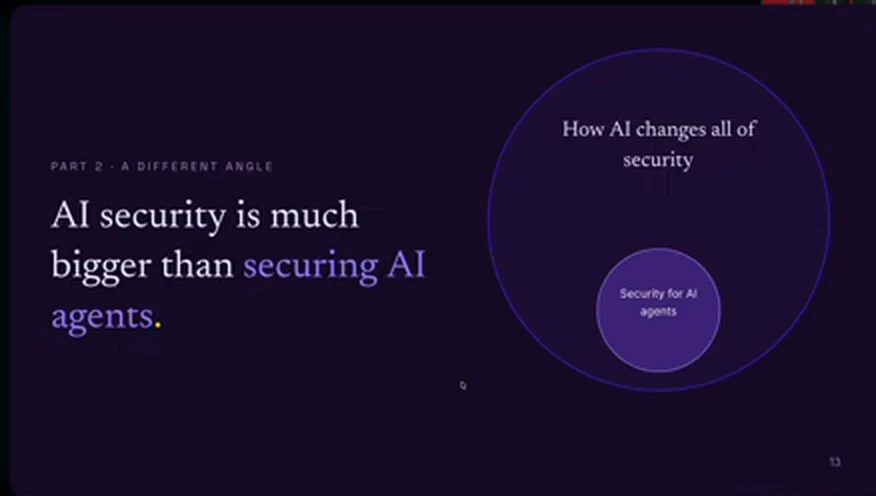 PART 2 - A DIFFERENT ANGLE
AI security is much
bigger than securing AI
agents.
How AI changes all of
security
Security for AI
agents
13